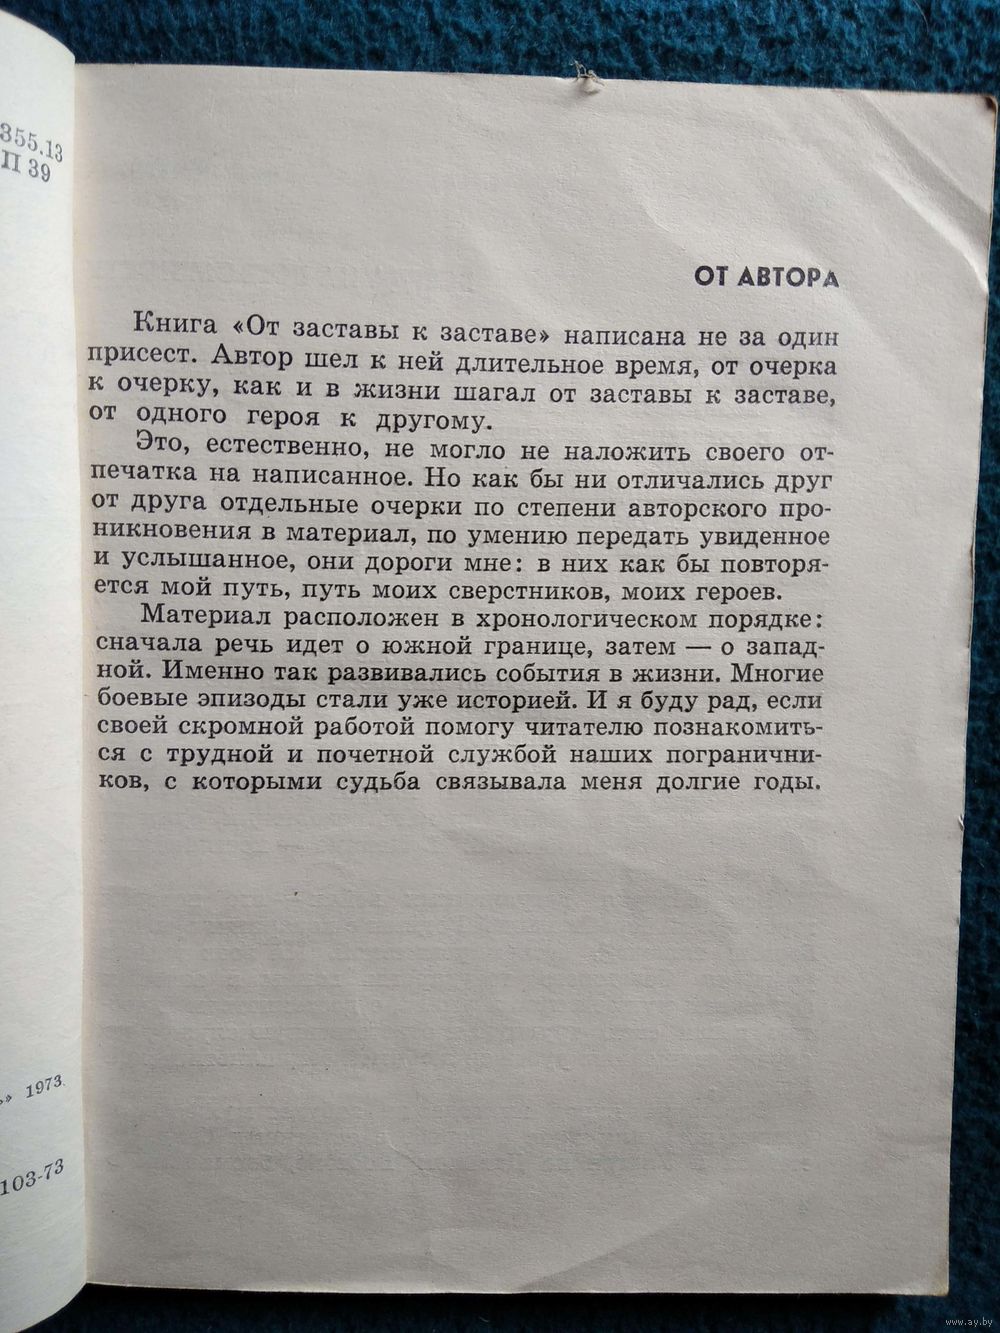 355.13
П 39
» 1973.
103-73
ОТ АВТОРА
Книга «От заставы к заставе» написана не за один
присест. Автор шел к ней длительное время, от очерка
к очерку, как и в жизни шагал от заставы к заставе,
от одного героя к другому.
Это, естественно, не могло не наложить своего от-
печатка на написанное. Но как бы ни отличались друг
от друга отдельные очерки по степени авторского про-
никновения в материал, по умению передать увиденное
и услышанное, они дороги мне: в них как бы повторя-
ется мой путь, путь моих сверстников, моих героев.
Материал расположен в хронологическом порядке:
сначала речь идет о южной границе, затем — о запад-
ной. Именно так развивались события в жизни. Многие
боевые эпизоды стали уже историей. И я буду рад, если
своей скромной работой помогу читателю познакомить-
ся с трудной и почетной службой наших погранични-
ков, с которыми судьба связывала меня долгие годы.
www.ay.by